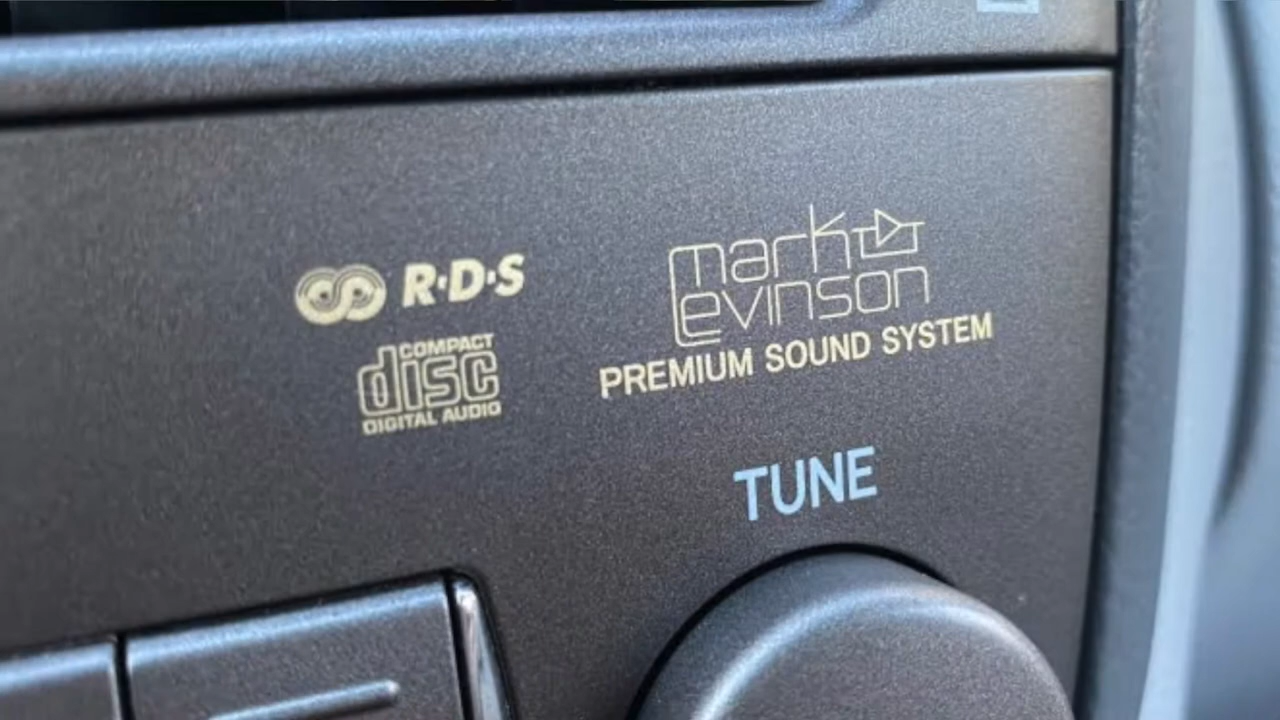 R·D·S
COMPACT
disc
DIGITAL AUDIO
mark
Levinson
PREMIUM SOUND SYSTEM
TUNE